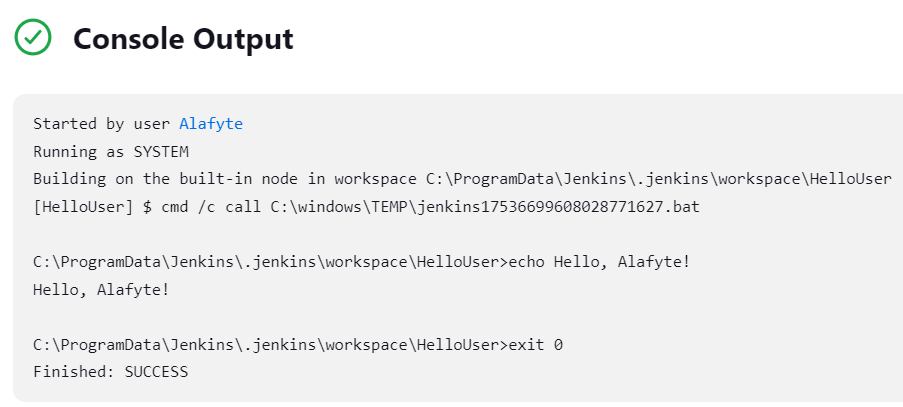 Console Output
Started by user Alafyte
Running as SYSTEM
Building on the built-in node in workspace C:\ProgramData\Jenkins\.jenkins\workspace\HelloUser
[HelloUser] $ cmd /c call C:\windows\TEMP\jenkins17536699608028771627.bat
C:\ProgramData\Jenkins\.jenkins\workspace\HelloUser>echo Hello, Alafyte!
Hello, Alafyte!
C:\ProgramData\Jenkins\.jenkins\workspace\HelloUser>exit 0
Finished: SUCCESS